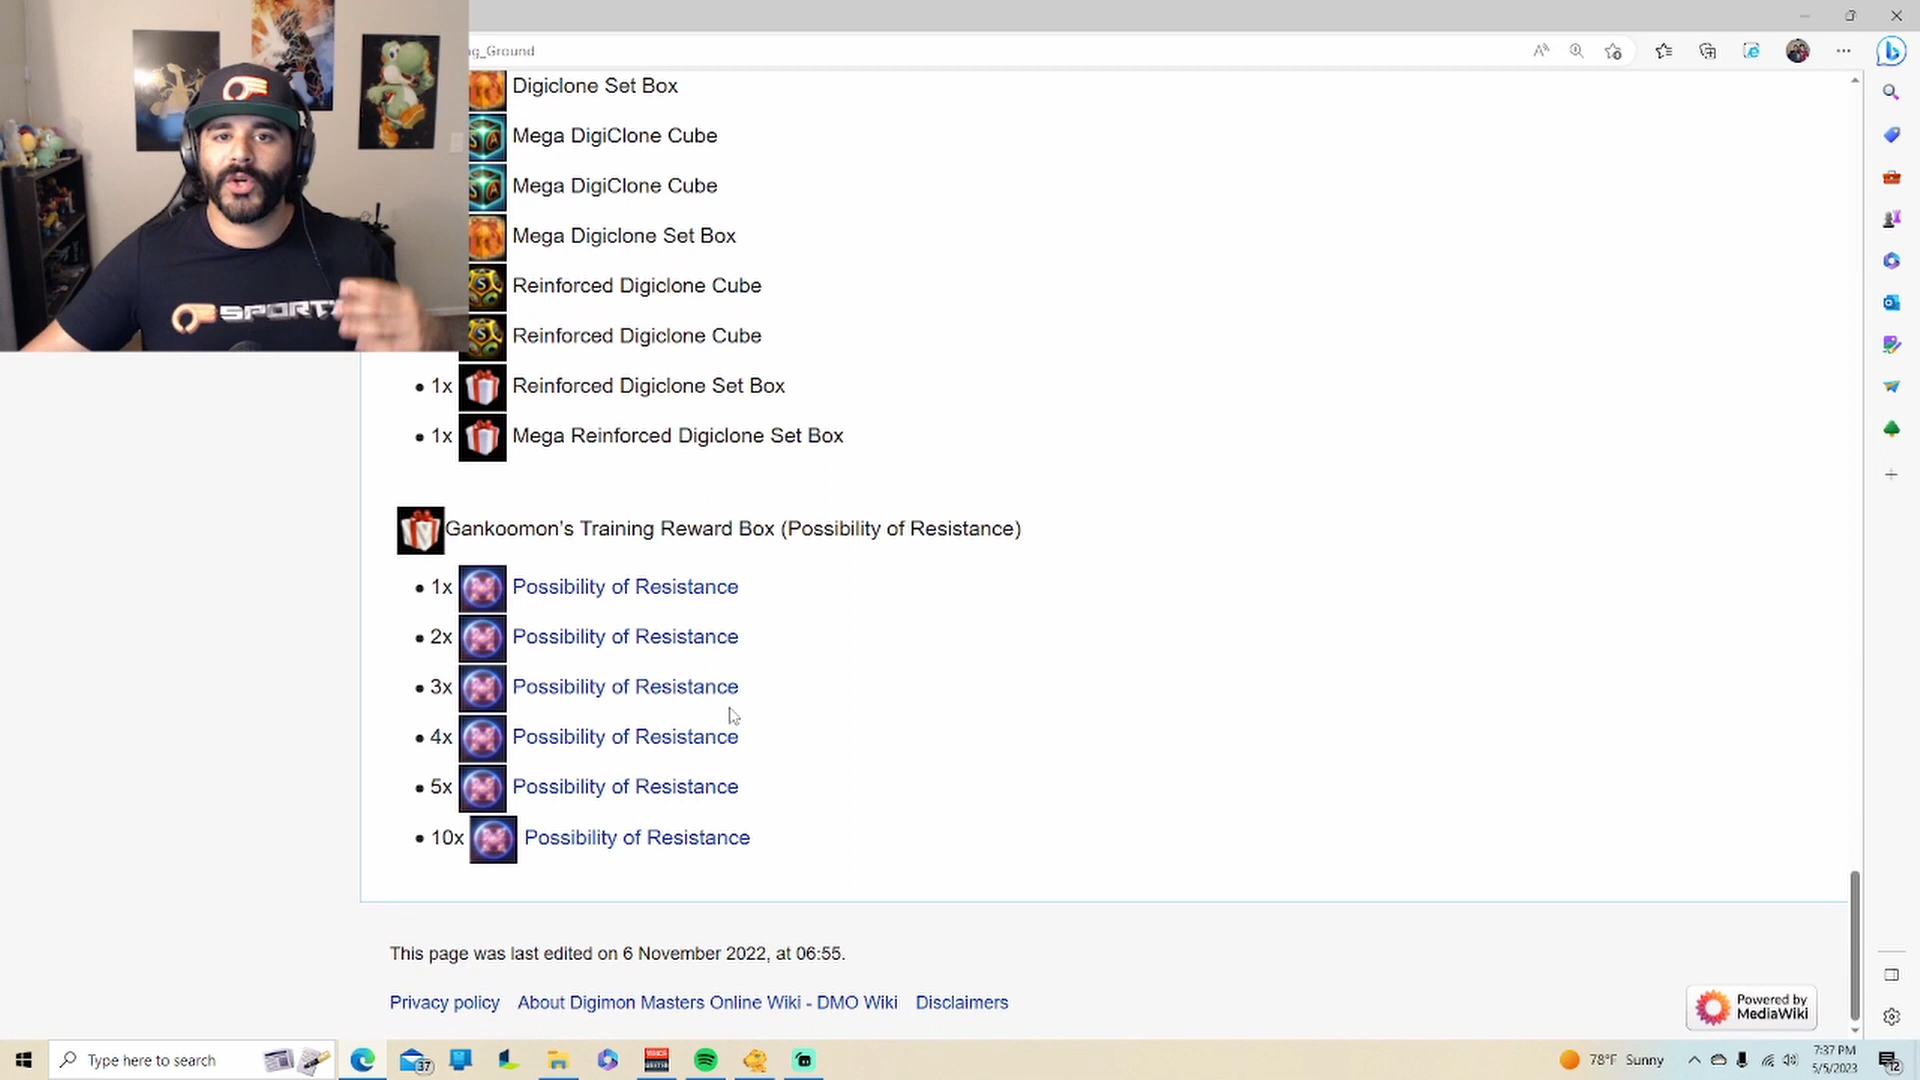 ng_Ground
Digiclone Set Box
Mega DigiClone Cube
Mega DigiClone Cube
Mega Digiclone Set Box
Reinforced Digiclone Cube
Reinforced Digiclone Cube
• 1x Reinforced Digiclone Set Box
• 1x Mega Reinforced Digiclone Set Box
Gankoomon's Training Reward Box (Possibility of Resistance)
• 1x Possibility of Resistance
• 2x Possibility of Resistance
• 3x Possibility of Resistance
• 4x Possibility of Resistance
• 5x Possibility of Resistance
• 10x Possibility of Resistance
This page was last edited on 6 November 2022, at 06:55.
Privacy policy About Digimon Masters Online Wiki - DMO Wiki Disclaimers
Powered by
MediaWiki
Type here to search
37
78°F Sunny
7:37 PM
5/5/2023
12